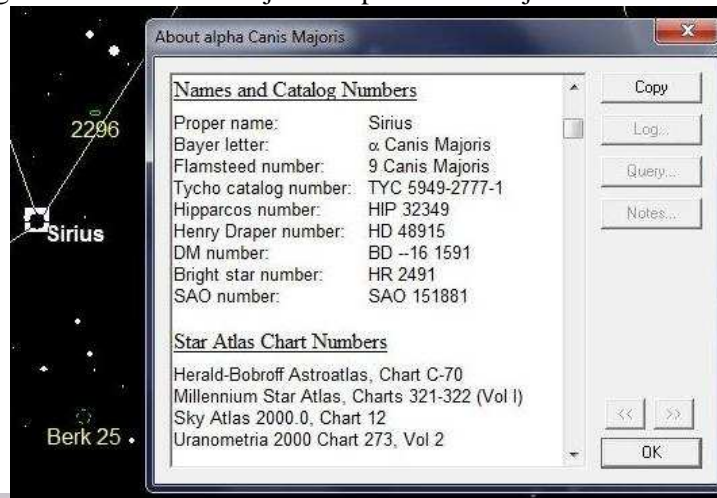 About alpha Canis Majoris
Names and Catalog Numbers
Proper name: Sirius
Bayer letter: α Canis Majoris
Flamsteed number: 9 Canis Majoris
Tycho catalog number: TYC 5949-2777-1
Hipparcos number: HIP 32349
Henry Draper number: HD 48915
DM number: BD --16 1591
Bright star number: HR 2491
SAO number: SAO 151881
Star Atlas Chart Numbers
Herald-Bobroff Astroatlas, Chart C-70
Millennium Star Atlas, Charts 321-322 (Vol I)
Sky Atlas 2000.0, Chart 12
Uranometria 2000 Chart 273, Vol 2
Copy
Log...
Query...
Notes...
<< >>
OK
2296
Sirius
Berk 25